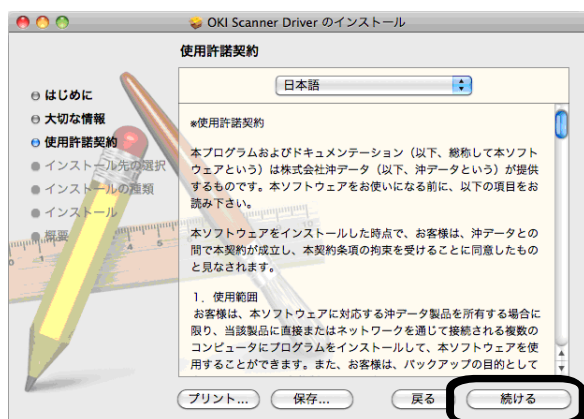 OKI Scanner Driver のインストール
使用許諾契約
日本語
はじめに
大切な情報
使用許諾契約
インストール先の選択
インストールの種類
インストール
概要
※使用許諾契約
本プログラムおよびドキュメンテーション（以下、総称して本ソフト
ウェアという）は株式会社沖データ（以下、沖データという）が提供
するものです。本ソフトウェアをお使いになる前に、以下の項目をお
読み下さい。
本ソフトウェアをインストールした時点で、お客様は、沖データとの
間で本契約が成立し、本契約条項の拘束を受けることに同意したもの
と見なされます。
１．使用範囲
お客様は、本ソフトウェアに対応する沖データ製品を所有する場合に
限り、当該製品に直接またはネットワークを通じて接続される複数の
コンピュータにプログラムをインストールして、本ソフトウェアを使
用することができます。また、お客様は、バックアップの目的として
プリント... 保存... 戻る 続ける